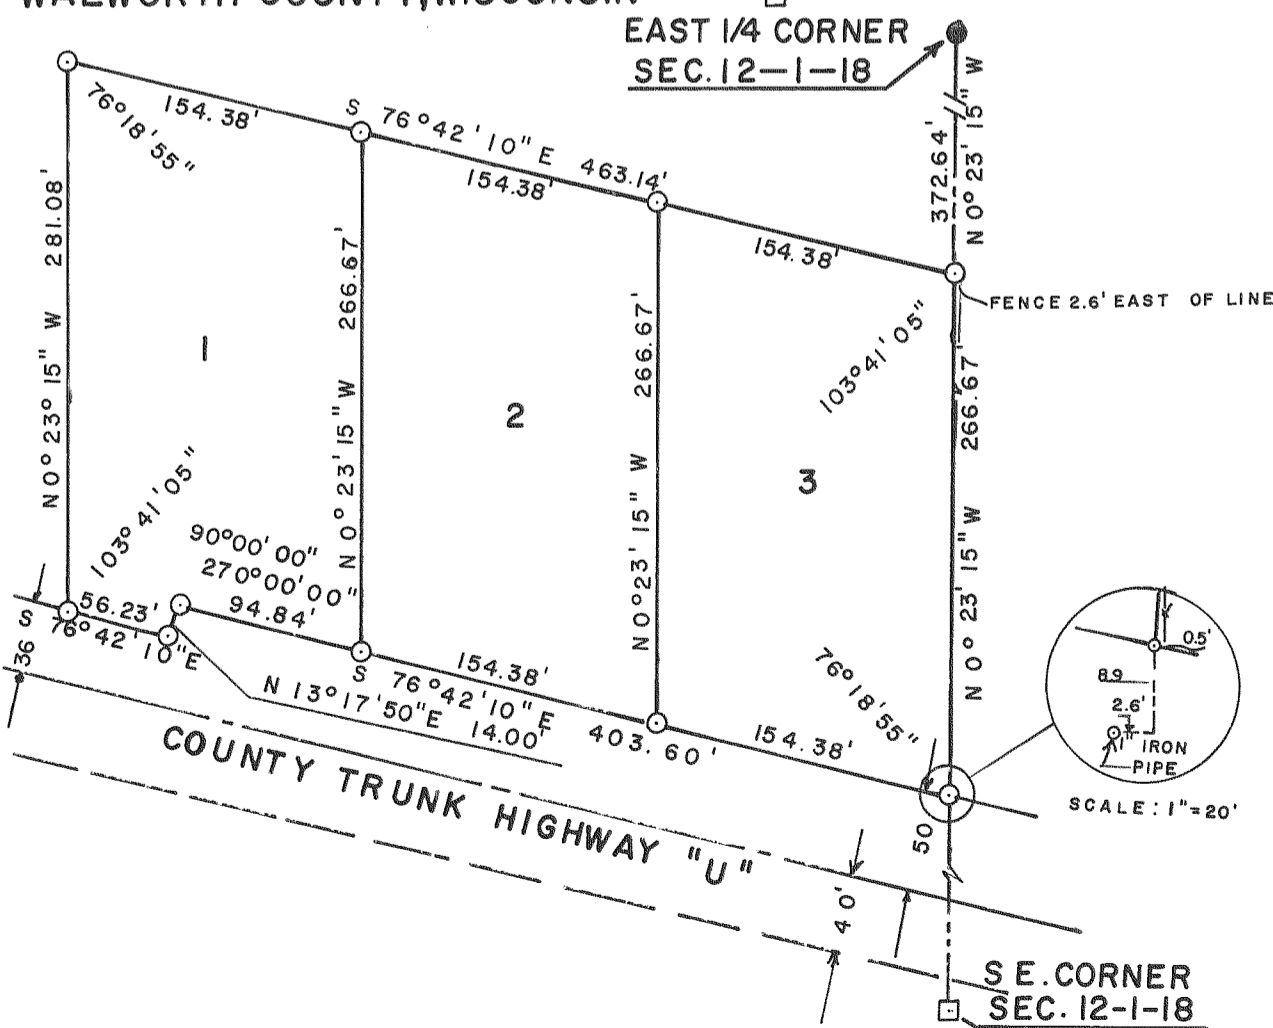 EAST 1/4 CORNER
SEC. 12—1—18
76°18'55"
154.38'
S 76°42'10" E 463.14'
154.38'
154.38'
372.64'
N 0°23'15" W
FENCE 2.6' EAST OF LINE
N0°23°15" W 281.08'
1
N 0°23'15" W 266.67'
2
N0°23'15" W 266.67'
103°41'05"
3
N 0°23'15" W 266.67'
103°41'05"
90°00'00"
270°00'00"
56.23'
94.84'
S 76°42'10"E
36
N 13°17'50"E 14.00'
154.38'
S 76°42'10"E 403.60'
154.38'
76°18'55"
0.5'
8.9
2.6'
1" IRON
PIPE
SCALE: 1"=20'
COUNTY TRUNK HIGHWAY "U"
50
40'
S E. CORNER
SEC. 12-1-18